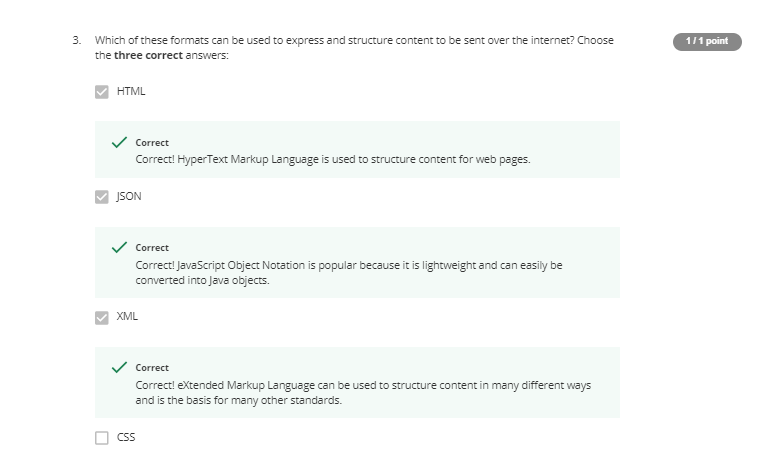 3. Which of these formats can be used to express and structure content to be sent over the internet? Choose
the three correct answers:
1 / 1 point
HTML
Correct
Correct! HyperText Markup Language is used to structure content for web pages.
JSON
Correct
Correct! JavaScript Object Notation is popular because it is lightweight and can easily be
converted into Java objects.
XML
Correct
Correct! eXtended Markup Language can be used to structure content in many different ways
and is the basis for many other standards.
CSS